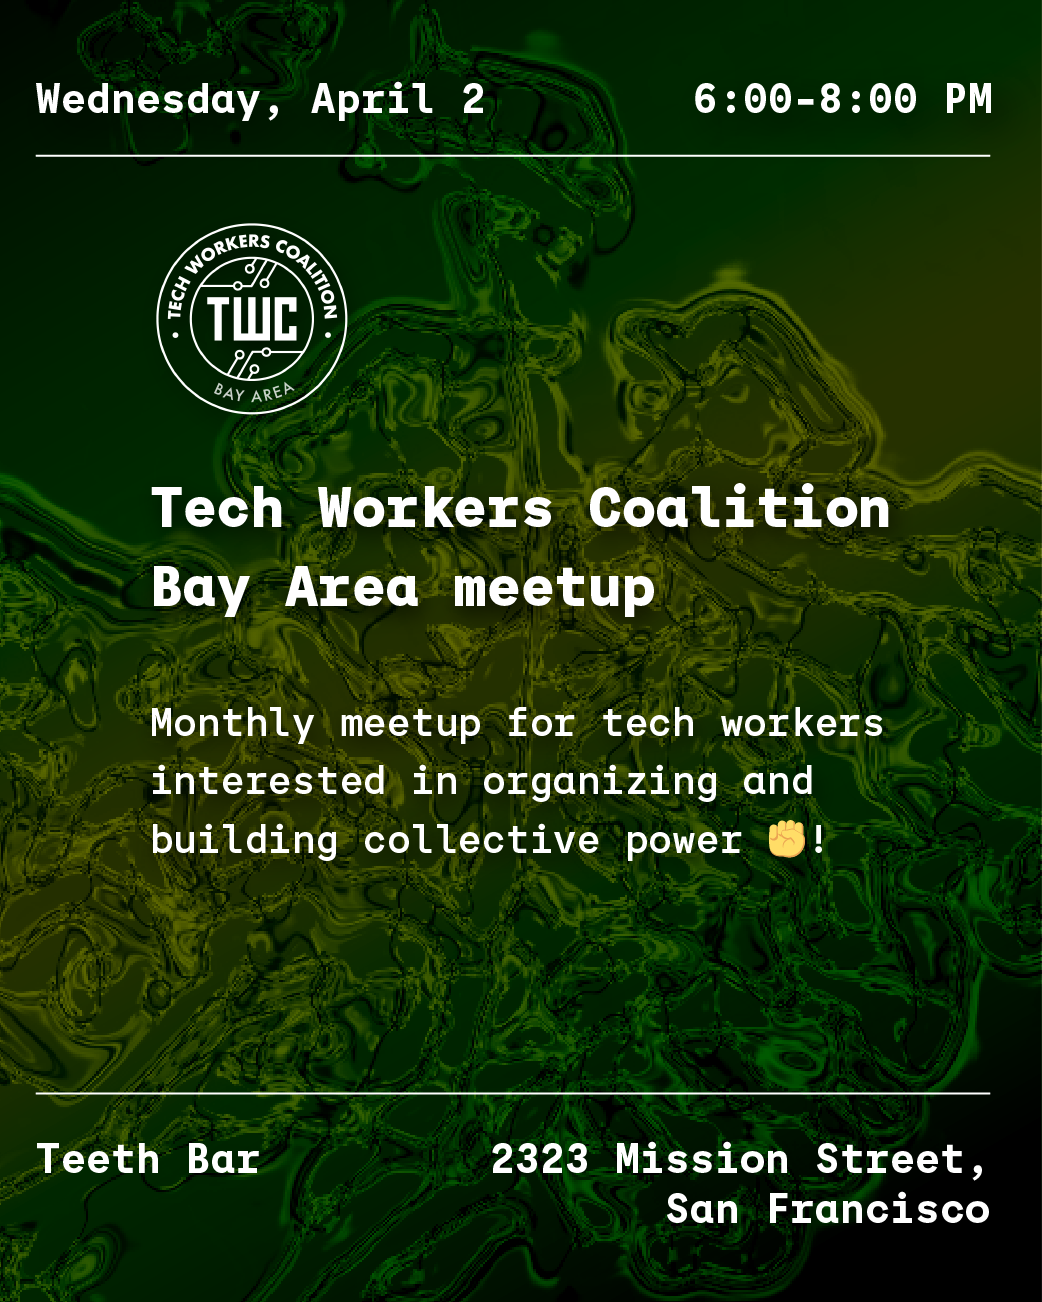 Wednesday, April 2
6:00-8:00 PM
TECH WORKERS COALITION
TWC
BAY AREA
Tech Workers Coalition
Bay Area meetup
Monthly meetup for tech workers
interested in organizing and
building collective power ✊!
Teeth Bar
2323 Mission Street,
San Francisco